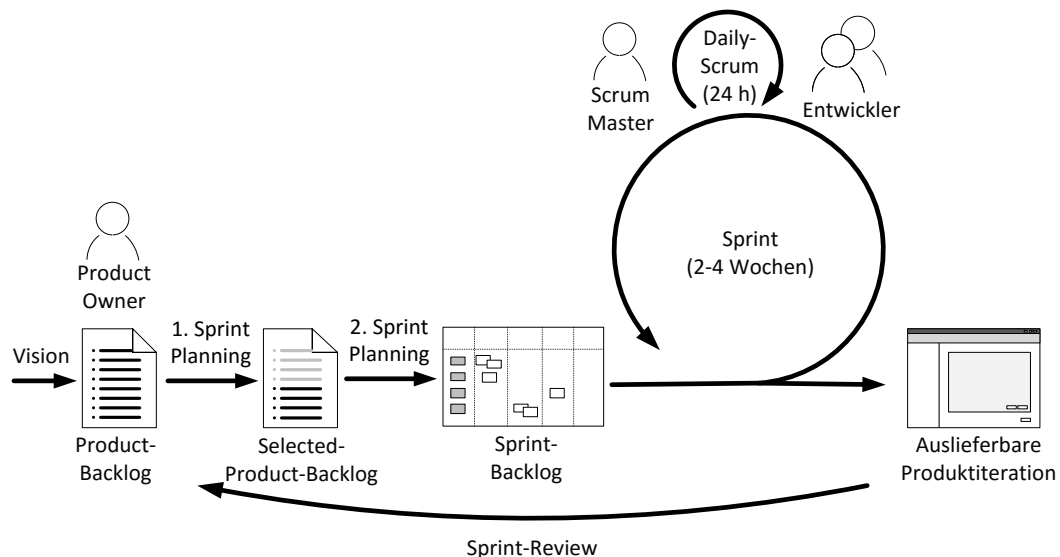 Daily-
Scrum
(24 h)
Scrum
Master
Entwickler
Sprint
(2-4 Wochen)
Product
Owner
Vision
1. Sprint
Planning
2. Sprint
Planning
Product-
Backlog
Selected-
Product-Backlog
Sprint-
Backlog
Auslieferbare
Produktiteration
Sprint-Review